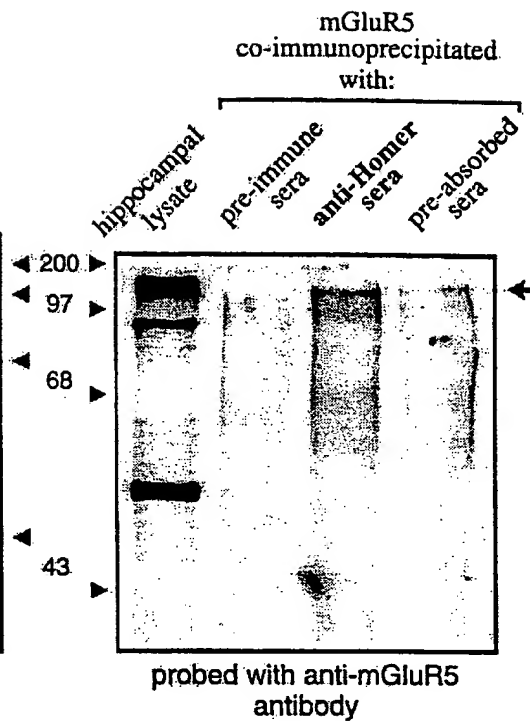 mGluR5
co-immunoprecipitated
with:
hippocampal
lysate
pre-immune
sera
anti-Homer
sera
pre-absorbed
sera
200
97
68
43
probed with anti-mGluR5
antibody